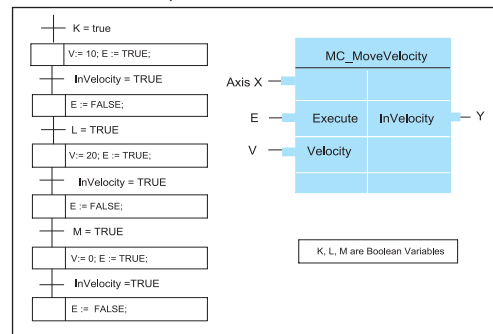 K = true
V:= 10; E := TRUE;
InVelocity = TRUE
E := FALSE;
L = TRUE
V:= 20; E := TRUE;
InVelocity = TRUE
E := FALSE;
M = TRUE
V:= 0; E := TRUE;
InVelocity =TRUE
E := FALSE;
MC_MoveVelocity
Axis X
E Execute InVelocity Y
V Velocity
K, L, M are Boolean Variables